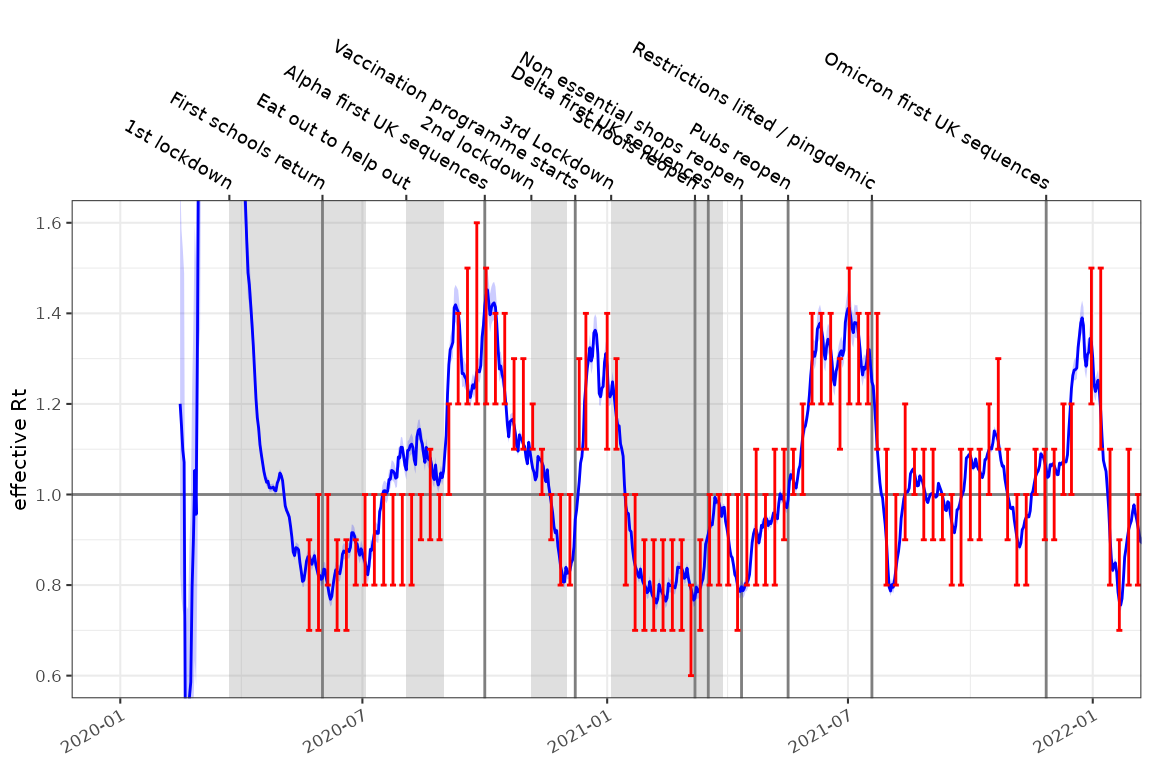 1st lockdown
First schools return
Eat out to help out
Alpha first UK sequences
2nd lockdown
Vaccination programme starts
3rd Lockdown
Schools reopen
Delta first UK sequences
Non essential shops reopen
Pubs reopen
Restrictions lifted / pingdemic
Omicron first UK sequences
effective Rt
1.6
1.4
1.2
1.0
0.8
0.6
2020-01
2020-07
2021-01
2021-07
2022-01